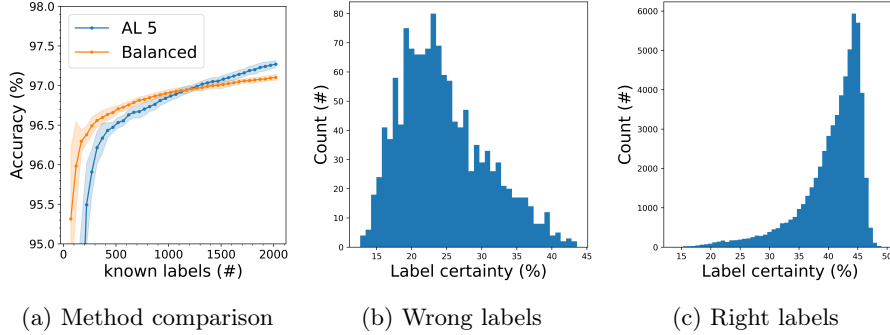 98.0
97.5
97.0
96.5
96.0
95.5
95.0
Accuracy (%)
AL 5
Balanced
0 500 1000 1500 2000
known labels (#)
90
80
70
60
50
40
30
20
10
0
Count (#)
15 20 25 30 35 40 45
Label certainty (%)
6000
5000
4000
3000
2000
1000
0
Count (#)
15 20 25 30 35 40 45 50
Label certainty (%)
(a) Method comparison
(b) Wrong labels
(c) Right labels